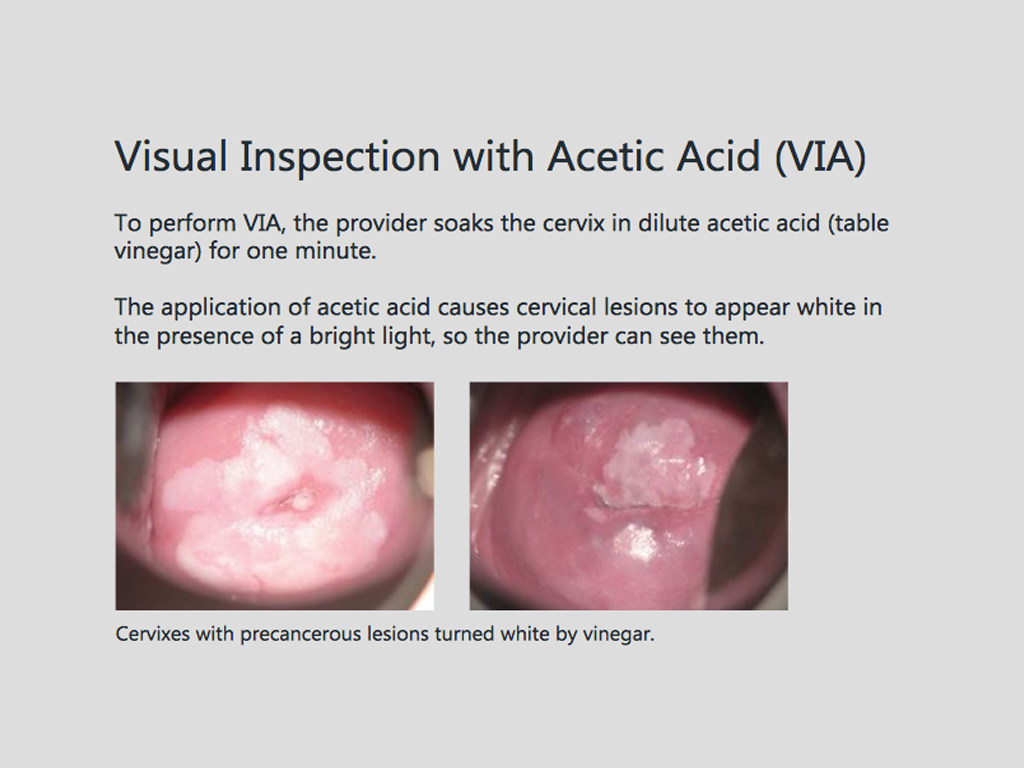 Visual Inspection with Acetic Acid (VIA)
To perform VIA, the provider soaks the cervix in dilute acetic acid (table
vinegar) for one minute.
The application of acetic acid causes cervical lesions to appear white in
the presence of a bright light, so the provider can see them.
Cervixes with precancerous lesions turned white by vinegar.